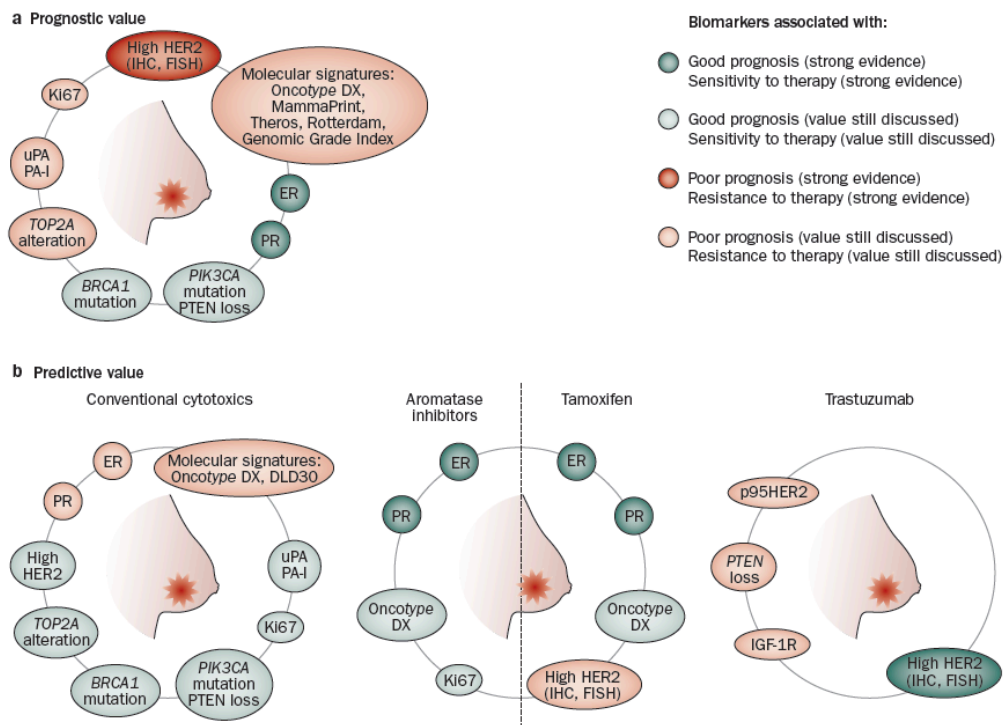 a Prognostic value
High HER2
(IHC, FISH)
Molecular signatures:
Oncotype DX,
MammaPrint,
Theros, Rotterdam,
Genomic Grade Index
Ki67
uPA
PA-I
ER
TOP2A
alteration
PR
BRCA1
mutation
PIK3CA
mutation
PTEN loss
Biomarkers associated with:
Good prognosis (strong evidence)
Sensitivity to therapy (strong evidence)
Good prognosis (value still discussed)
Sensitivity to therapy (value still discussed)
Poor prognosis (strong evidence)
Resistance to therapy (strong evidence)
Poor prognosis (value still discussed)
Resistance to therapy (value still discussed)
b Predictive value
Conventional cytotoxics
ER
Molecular signatures:
Oncotype DX, DLD30
PR
High
HER2
uPA
PA-I
TOP2A
alteration
Ki67
BRCA1
mutation
PIK3CA
mutation
PTEN loss
Aromatase
inhibitors
ER
PR
Oncotype
DX
Ki67
Tamoxifen
ER
PR
Oncotype
DX
High HER2
(IHC, FISH)
Trastuzumab
p95HER2
PTEN
loss
IGF-1R
High HER2
(IHC, FISH)